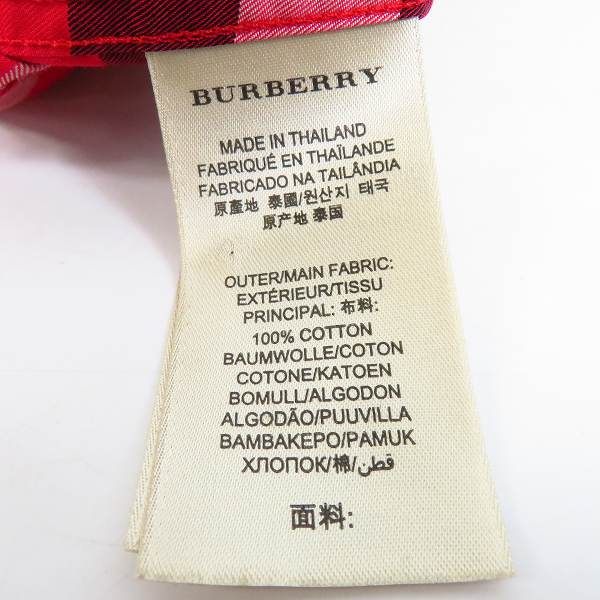 BURBERRY
MADE IN THAILAND
FABRIQUÉ EN THAÏLANDE
FABRICADO NA TAILÂNDIA
原產地 泰國/원산지 태국
原产地 泰国
OUTER/MAIN FABRIC:
EXTÉRIEUR/TISSU
PRINCIPAL: 布料:
100% COTTON
BAUMWOLLE/COTON
COTONE/KATOEN
BOMULL/ALGODON
ALGODÃO/PUUVILLA
BAMBAKEPO/PAMUK
ХЛОПОК/棉/قطن
面料: